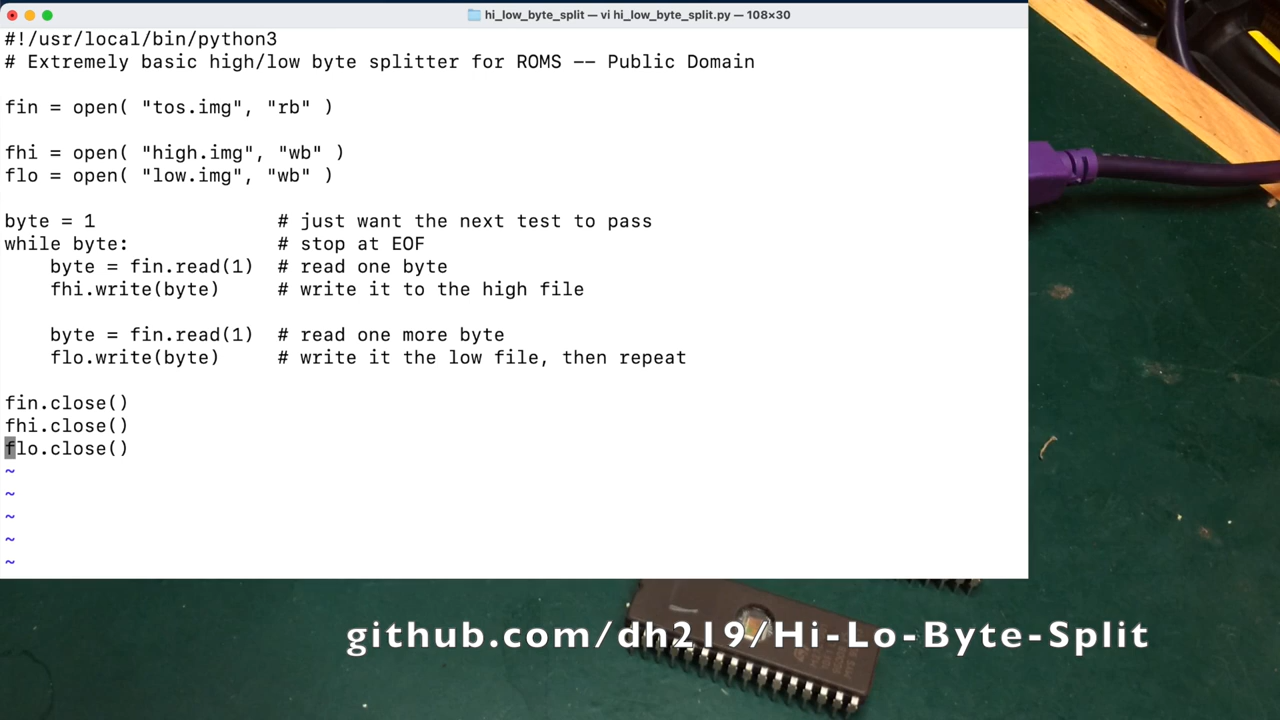 hi_low_byte_split — vi hi_low_byte_split.py — 108×30
#!/usr/local/bin/python3
# Extremely basic high/low byte splitter for ROMS -- Public Domain
fin = open( "tos.img", "rb" )
fhi = open( "high.img", "wb" )
flo = open( "low.img", "wb" )
byte = 1 # just want the next test to pass
while byte: # stop at EOF
byte = fin.read(1) # read one byte
fhi.write(byte) # write it to the high file
byte = fin.read(1) # read one more byte
flo.write(byte) # write it the low file, then repeat
fin.close()
fhi.close()
flo.close()
~
~
~
~
~
github.com/dh219/Hi-Lo-Byte-Split